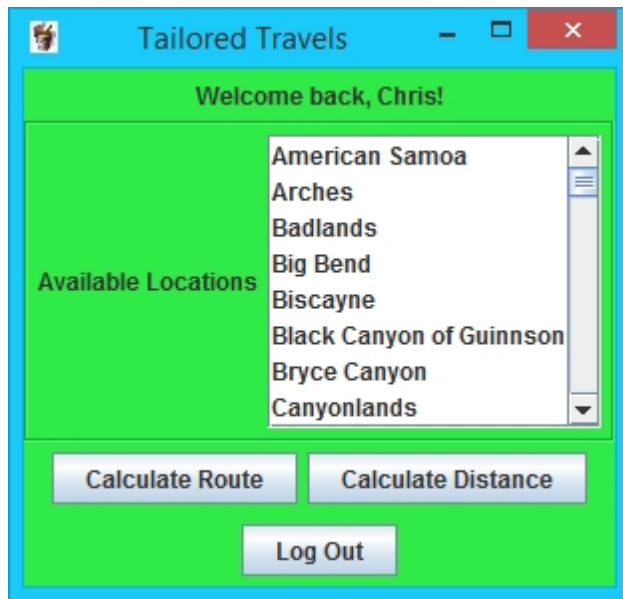 Tailored Travels
Welcome back, Chris!
Available Locations
American Samoa
Arches
Badlands
Big Bend
Biscayne
Black Canyon of Guinnson
Bryce Canyon
Canyonlands
Calculate Route
Calculate Distance
Log Out